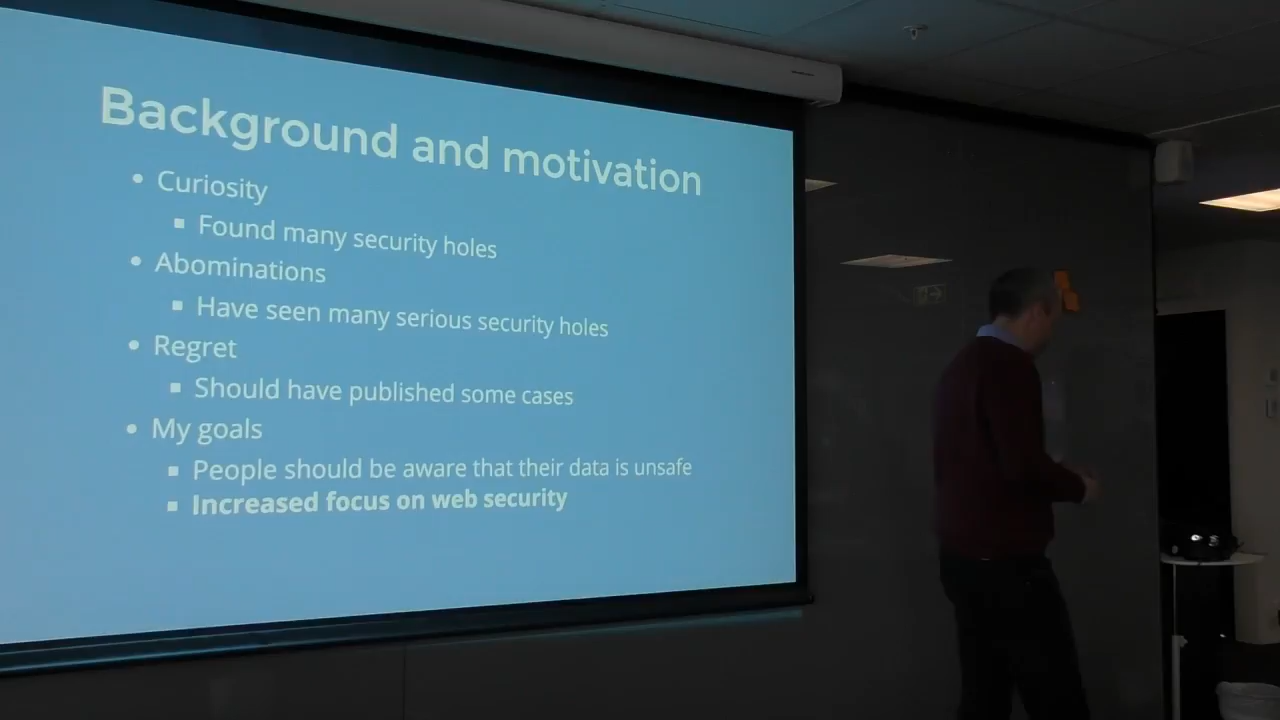 Background and motivation
• Curiosity
▪ Found many security holes
• Abominations
▪ Have seen many serious security holes
• Regret
▪ Should have published some cases
• My goals
▪ People should be aware that their data is unsafe
▪ Increased focus on web security